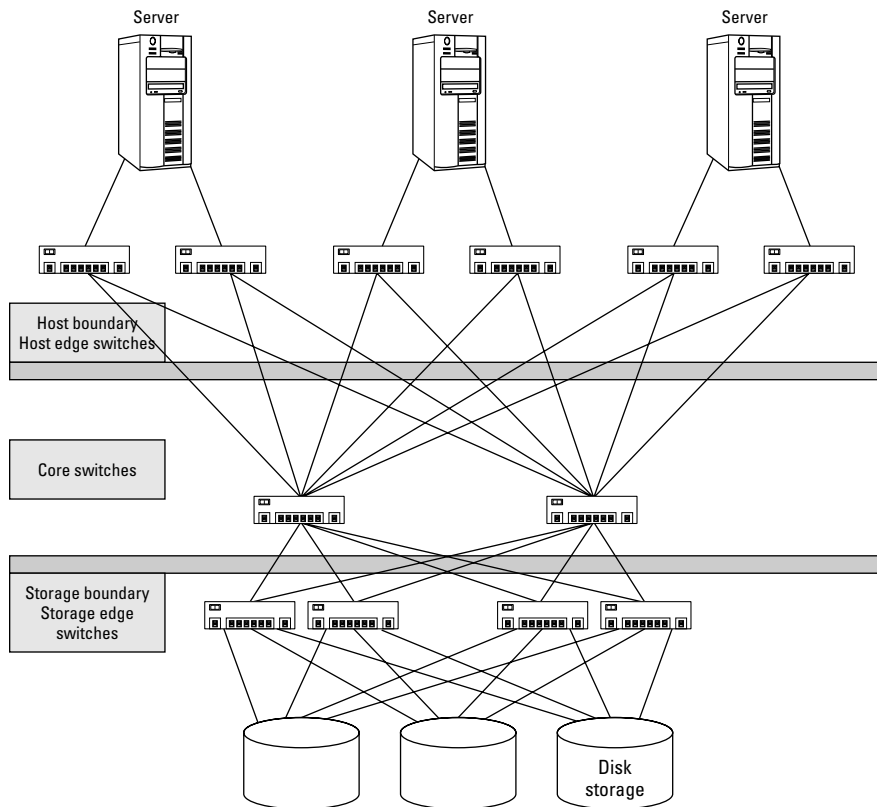 Server
Server
Server
Host boundary
Host edge switches
Core switches
Storage boundary
Storage edge
switches
Disk
storage